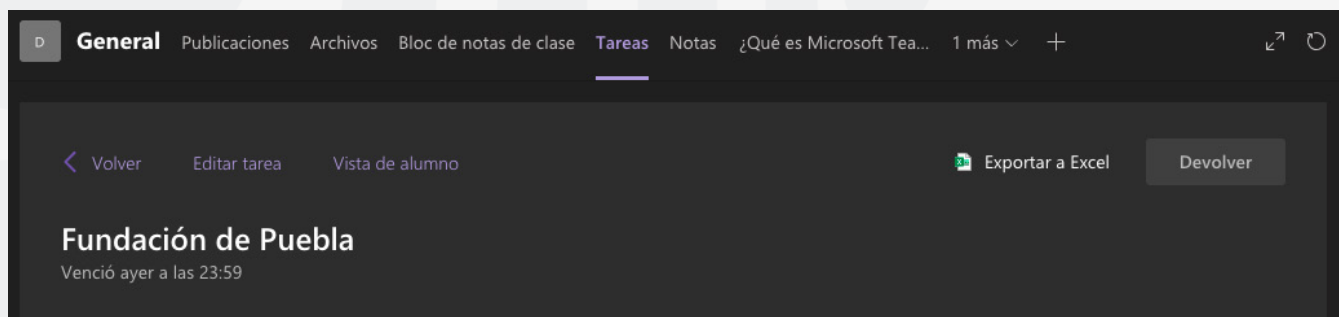 D General Publicaciones Archivos Bloc de notas de clase Tareas Notas ¿Qué es Microsoft Tea... 1 más
Volver Editar tarea Vista de alumno Exportar a Excel Devolver
Fundación de Puebla
Venció ayer a las 23:59